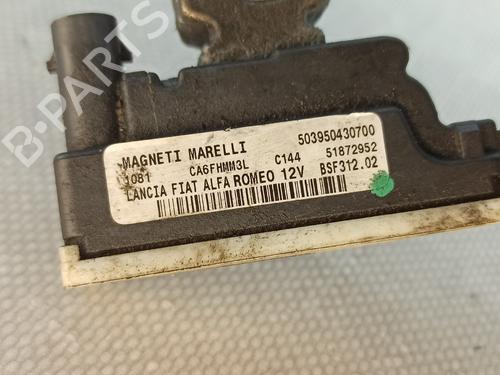 MAGNETI MARELLI 503950430700
1081 CA6FHMM3L C144 51872952
LANCIA FIAT ALFA ROMEO 12V BSF312.02
B-PARTS